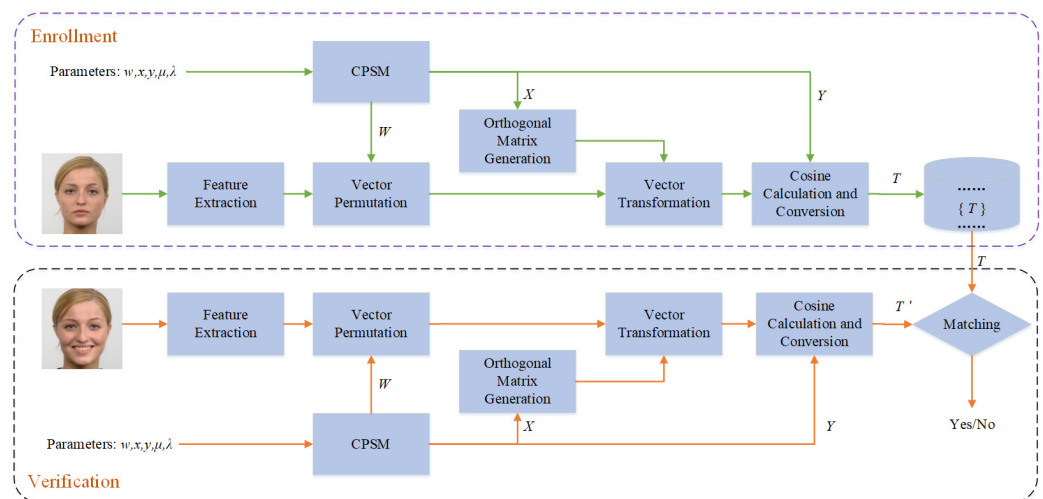 Enrollment
Parameters: w,x,y,μ,λ
CPSM
X
Y
W
Orthogonal
Matrix
Generation
Feature
Extraction
Vector
Permutation
Vector
Transformation
Cosine
Calculation and
Conversion
T
......
{ T }
......
T
Feature
Extraction
Vector
Permutation
Vector
Transformation
Cosine
Calculation and
Conversion
T '
Matching
W
Orthogonal
Matrix
Generation
X
Y
Yes/No
Parameters: w,x,y,μ,λ
CPSM
Verification